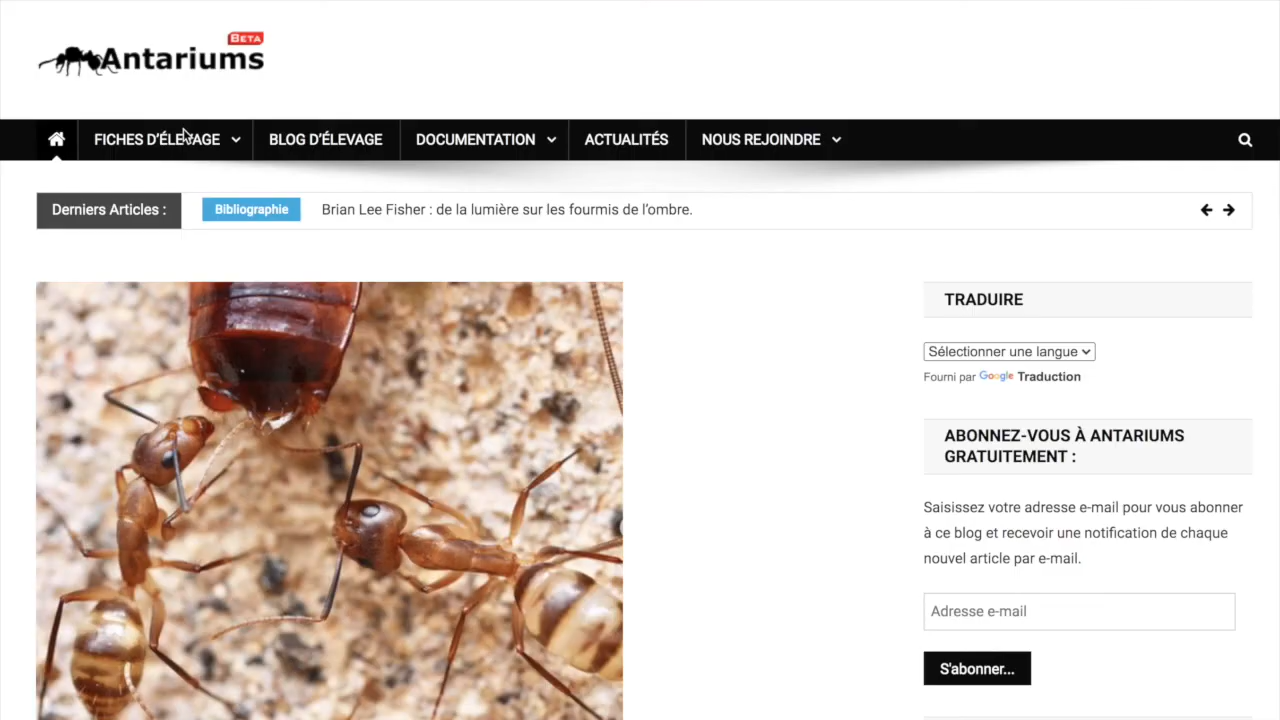 BETA
Antariums
FICHES D'ÉLEVAGE BLOG D'ÉLEVAGE DOCUMENTATION ACTUALITÉS NOUS REJOINDRE
Derniers Articles : Bibliographie Brian Lee Fisher : de la lumière sur les fourmis de l'ombre.
TRADUIRE
Sélectionner une langue
Fourni par Google Traduction
ABONNEZ-VOUS À ANTARIUMS
GRATUITEMENT :
Saisissez votre adresse e-mail pour vous abonner
à ce blog et recevoir une notification de chaque
nouvel article par e-mail.
Adresse e-mail
S'abonner...